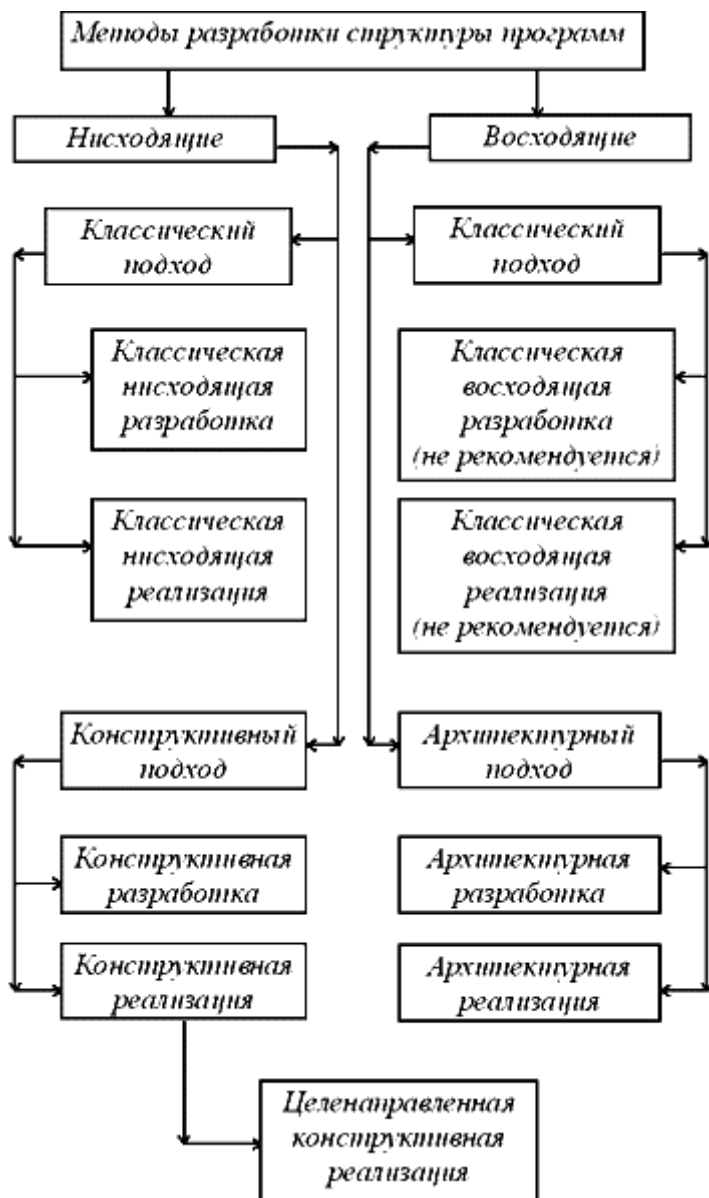 Методы разработки структуры программ
Нисходящие
Восходящие
Классический
подход
Классический
подход
Классическая
нисходящая
разработка
Классическая
восходящая
разработка
(не рекомендуется)
Классическая
нисходящая
реализация
Классическая
восходящая
реализация
(не рекомендуется)
Конструктивный
подход
Архитектурный
подход
Конструктивная
разработка
Архитектурная
разработка
Конструктивная
реализация
Архитектурная
реализация
Целенаправленная
конструктивная
реализация